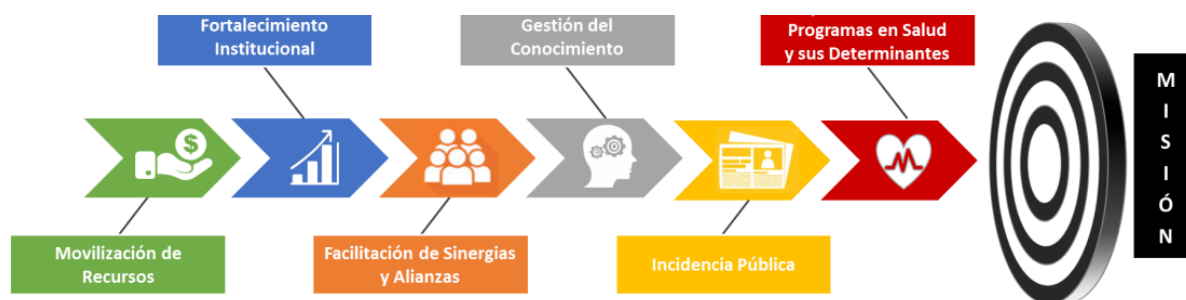 Fortalecimiento
Institucional
Gestión del
Conocimiento
Programas en Salud
y sus Determinantes
Movilización de
Recursos
Facilitación de Sinergias
y Alianzas
Incidencia Pública
$
M
I
S
I
Ó
N